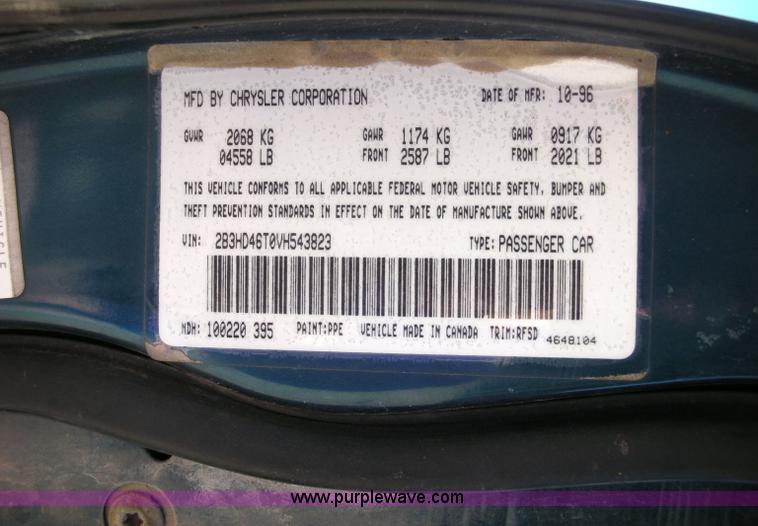 MFD BY CHRYSLER CORPORATION DATE OF MFR: 10-96
GVWR 2068 KG GAWR 1174 KG GAWR 0917 KG
04558 LB FRONT 2587 LB FRONT 2021 LB
THIS VEHICLE CONFORMS TO ALL APPLICABLE FEDERAL MOTOR VEHICLE SAFETY, BUMPER AND
THEFT PREVENTION STANDARDS IN EFFECT ON THE DATE OF MANUFACTURE SHOWN ABOVE.
VIN: 2B3HD46T0VH543823 TYPE: PASSENGER CAR
MDH: 100220 395 PAINT:PPE VEHICLE MADE IN CANADA TRIM:RFSD 4648104
www.purplewave.com